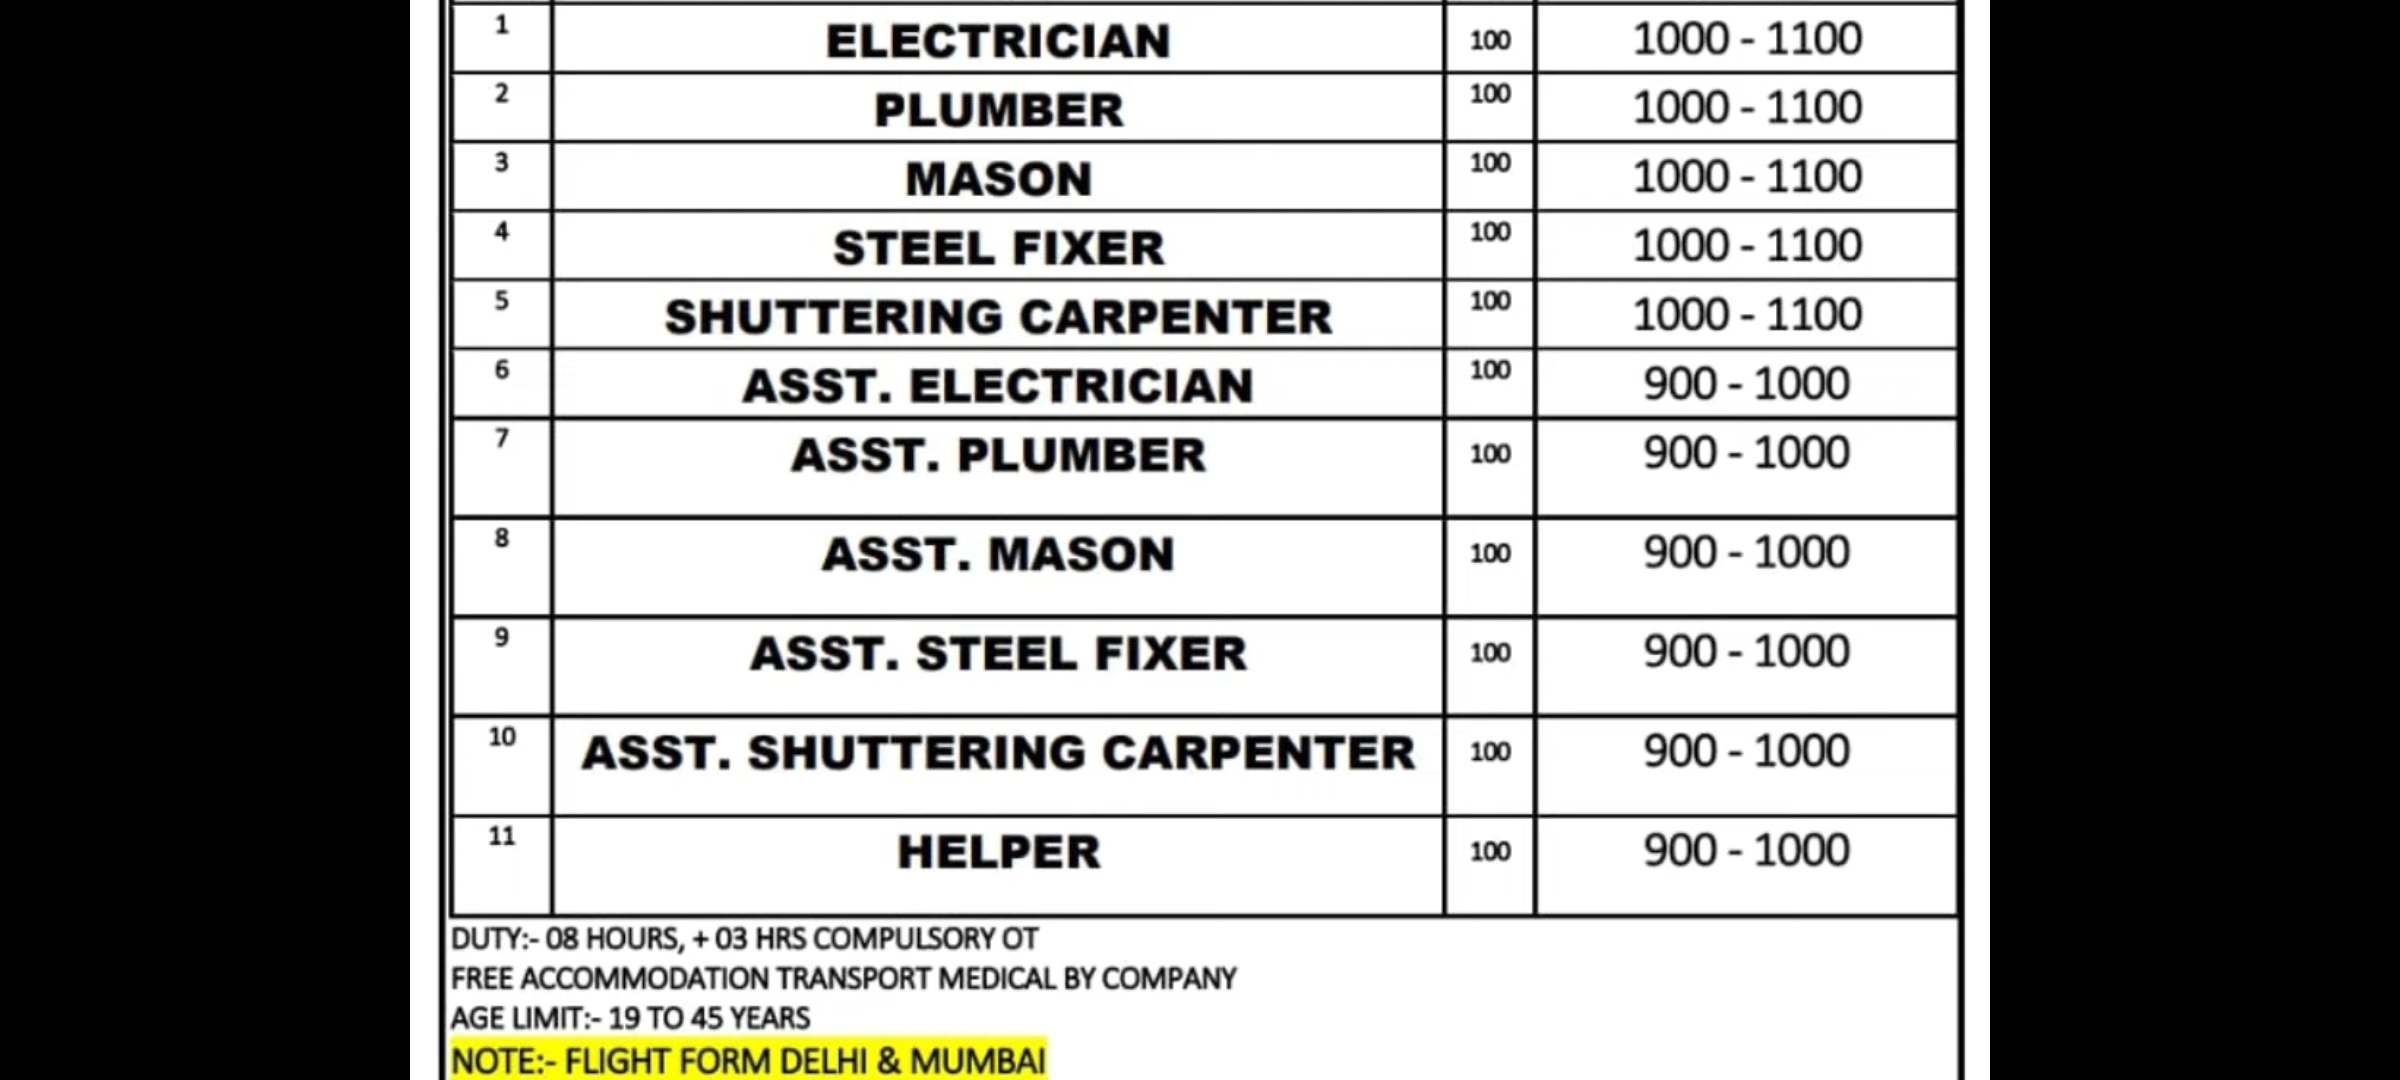 1 ELECTRICIAN 100 1000 - 1100
2 PLUMBER 100 1000 - 1100
3 MASON 100 1000 - 1100
4 STEEL FIXER 100 1000 - 1100
5 SHUTTERING CARPENTER 100 1000 - 1100
6 ASST. ELECTRICIAN 100 900 - 1000
7 ASST. PLUMBER 100 900 - 1000
8 ASST. MASON 100 900 - 1000
9 ASST. STEEL FIXER 100 900 - 1000
10 ASST. SHUTTERING CARPENTER 100 900 - 1000
11 HELPER 100 900 - 1000
DUTY:- 08 HOURS, + 03 HRS COMPULSORY OT
FREE ACCOMMODATION TRANSPORT MEDICAL BY COMPANY
AGE LIMIT:- 19 TO 45 YEARS
NOTE:- FLIGHT FORM DELHI & MUMBAI